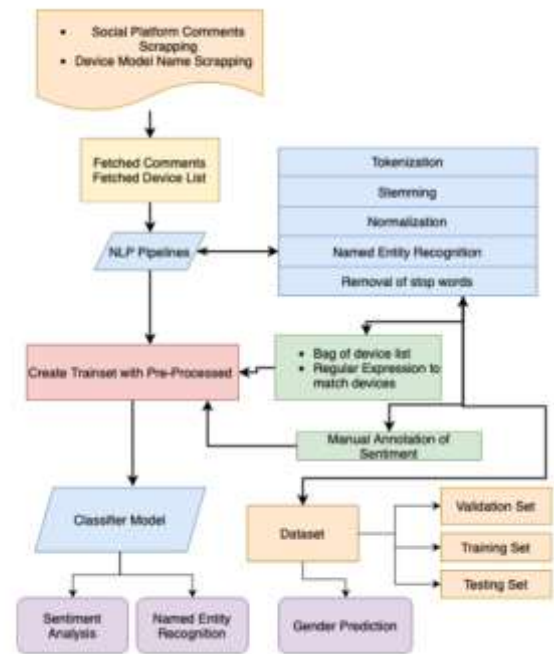 Social Platform Comments
Scrapping
Device Model Name Scrapping
Fetched Comments
Fetched Device List
Tokenization
Stemming
Normalization
Named Entity Recognition
Removal of stop words
NLP Pipelines
Bag of device list
Regular Expression to
match devices
Create Trainset with Pre-Processed
Manual Annotation of
Sentiment
Classifier Model
Dataset
Validation Set
Training Set
Testing Set
Sentiment
Analysis
Named Entity
Recognition
Gender Prediction